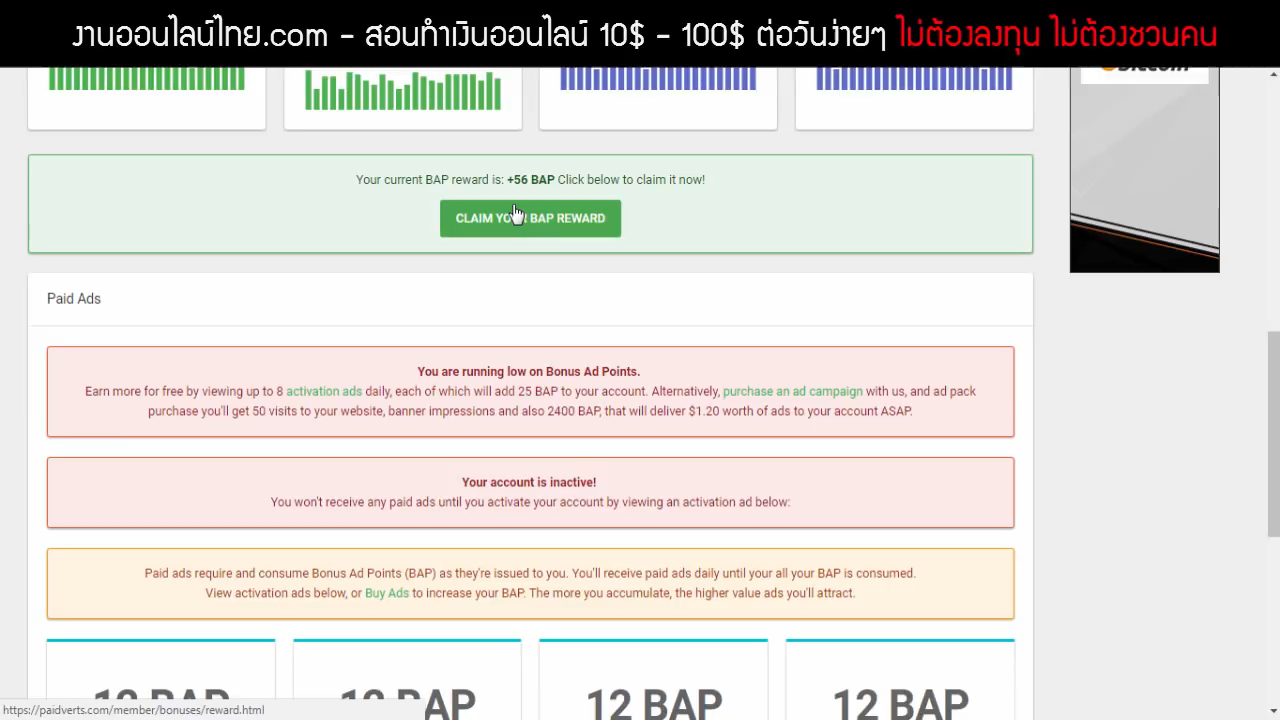 งานออนไลน์ไทย.com - สอนทำเงินออนไลน์ 10$ - 100$ ต่อวันง่ายๆ ไม่ต้องลงทุน ไม่ต้องชวนคน
Your current BAP reward is: +56 BAP Click below to claim it now!
CLAIM YOUR BAP REWARD
Paid Ads
You are running low on Bonus Ad Points.
Earn more for free by viewing up to 8 activation ads daily, each of which will add 25 BAP to your account. Alternatively, purchase an ad campaign with us, and ad pack
purchase you'll get 50 visits to your website, banner impressions and also 2400 BAP, that will deliver $1.20 worth of ads to your account ASAP.
Your account is inactive!
You won't receive any paid ads until you activate your account by viewing an activation ad below:
Paid ads require and consume Bonus Ad Points (BAP) as they're issued to you. You'll receive paid ads daily until your all your BAP is consumed.
View activation ads below, or Buy Ads to increase your BAP. The more you accumulate, the higher value ads you'll attract.
12 BAP 12 BAP 12 BAP 12 BAP
https://paidverts.com/member/bonuses/reward.html